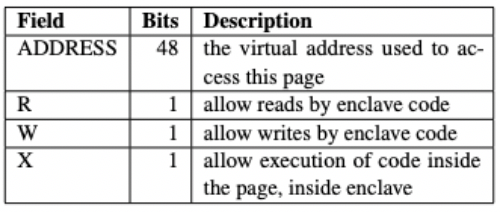 Field Bits Description
ADDRESS 48 the virtual address used to ac-
cess this page
R 1 allow reads by enclave code
W 1 allow writes by enclave code
X 1 allow execution of code inside
the page, inside enclave